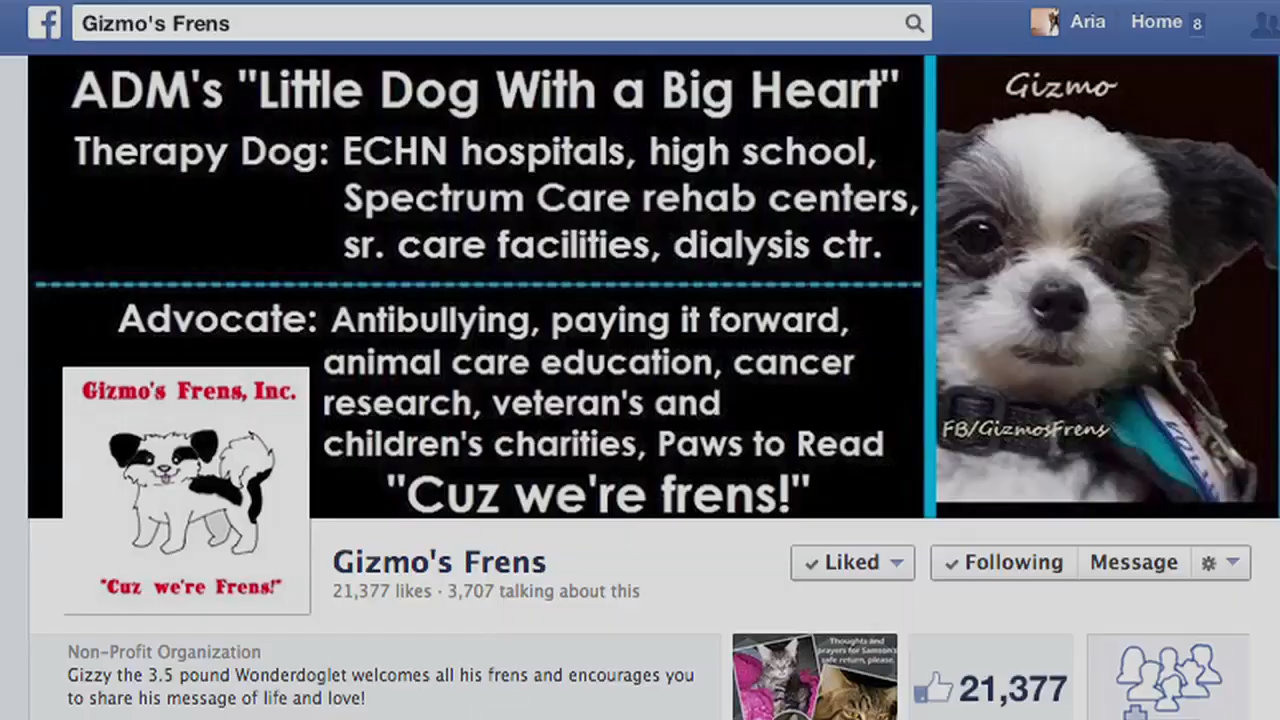 Gizmo's Frens
Aria
Home 8
ADM's "Little Dog With a Big Heart"
Therapy Dog: ECHN hospitals, high school,
Spectrum Care rehab centers,
sr. care facilities, dialysis ctr.
Advocate: Antibullying, paying it forward,
animal care education, cancer
research, veteran's and
children's charities, Paws to Read
"Cuz we're frens!"
Gizmo
FB/GizmosFrens
Gizmo's Frens, Inc.
"Cuz we're Frens!"
Gizmo's Frens
21,377 likes · 3,707 talking about this
Liked
Following
Message
Non-Profit Organization
Gizzy the 3.5 pound Wonderdoglet welcomes all his frens and encourages you
to share his message of life and love!
Thoughts and
prayers for Samson's
safe return, please.
21,377